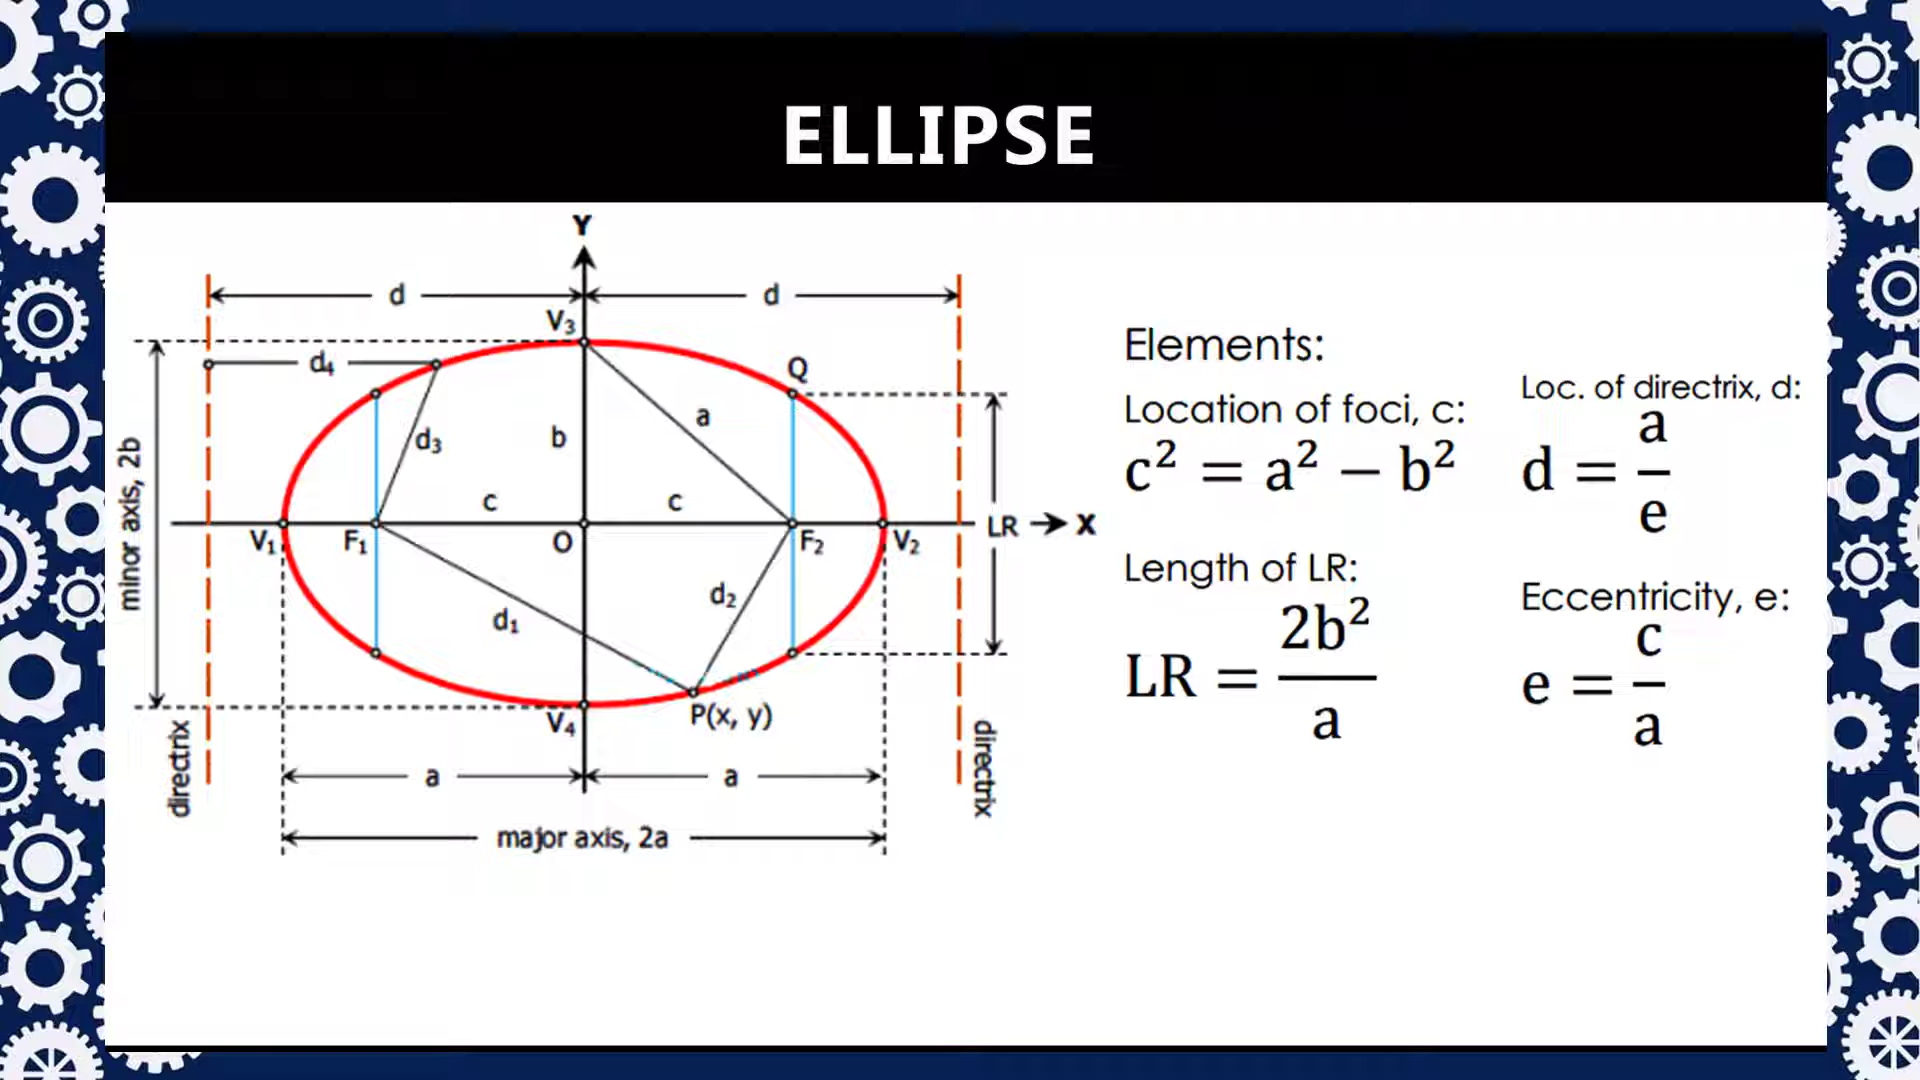 ELLIPSE
Y
d d
V₃
d₄
Q
a
d₃ b
c c
V₁ F₁ O F₂ V₂ LR X
d₂
d₁
P(x, y)
V₄
minor axis, 2b
directrix
directrix
a a
major axis, 2a
Elements:
Location of foci, c:
c² = a² − b²
Length of LR:
LR = 2b²/a
Loc. of directrix, d:
d = a/e
Eccentricity, e:
e = c/a